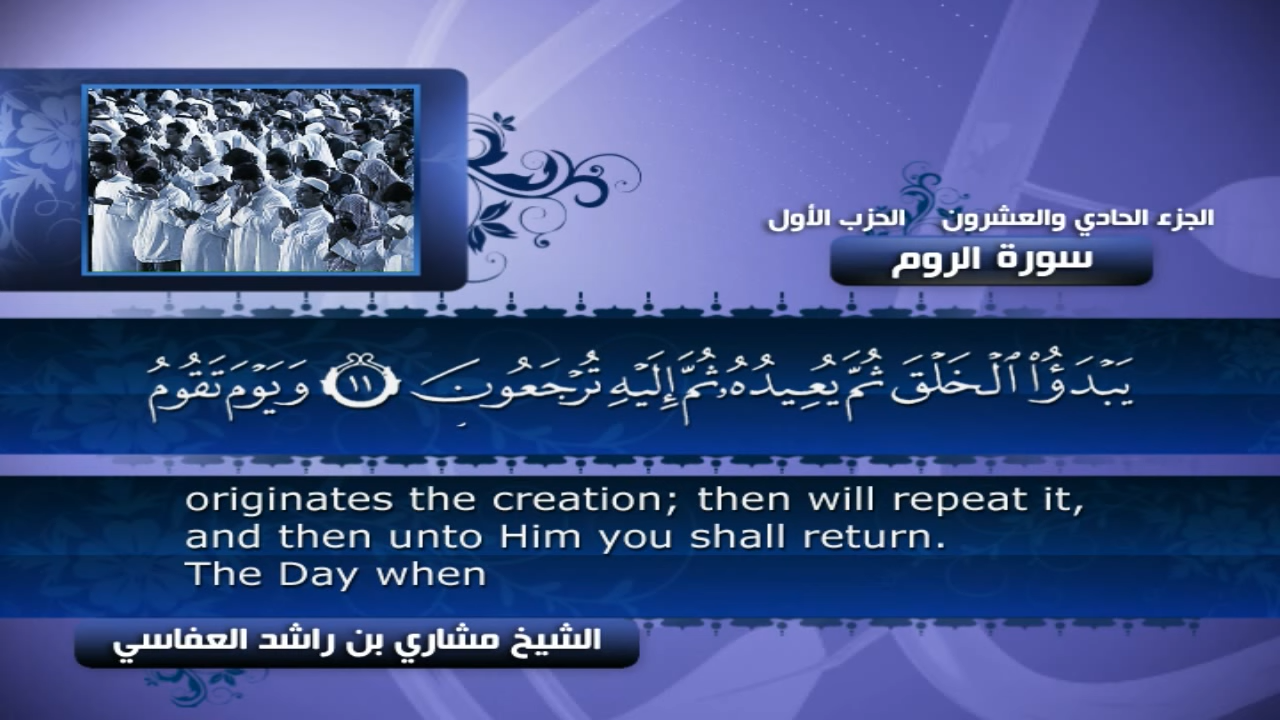 الجزء الحادي والعشرون الحزب الأول
سورة الروم
يَبْدَؤُا۟ الْخَلْقَ ثُمَّ يُعِيدُهُۥ ثُمَّ إِلَيْهِ تُرْجَعُونَ ١١ وَيَوْمَ تَقُومُ
originates the creation; then will repeat it,
and then unto Him you shall return.
The Day when
الشيخ مشاري بن راشد العفاسي